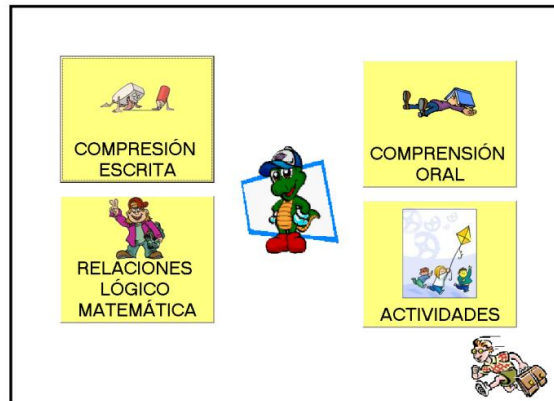 COMPRESIÓN
ESCRITA
COMPRENSIÓN
ORAL
RELACIONES
LÓGICO
MATEMÁTICA
ACTIVIDADES